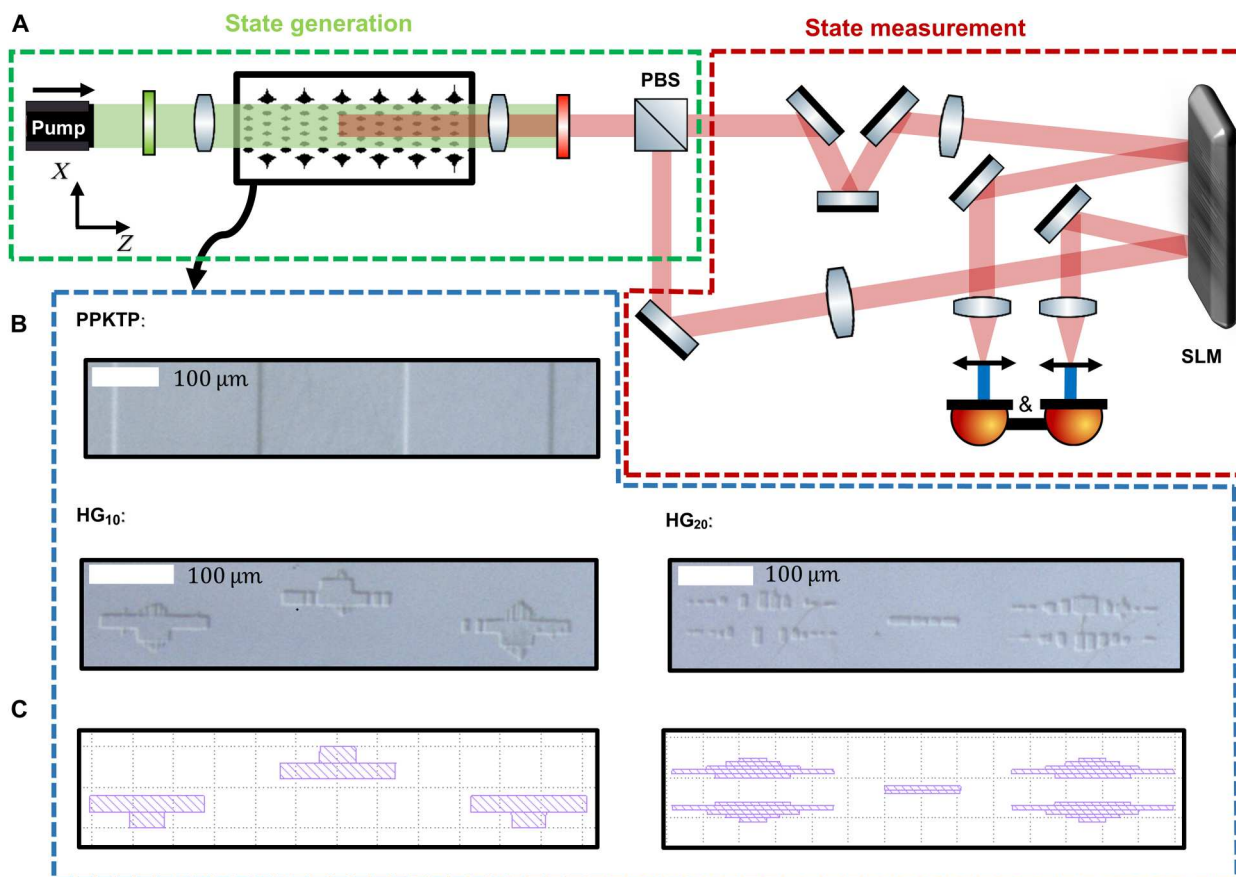 A
State generation
State measurement
Pump
PBS
X
Z
SLM
&
B
PPKTP:
100 μm
HG₁₀:
HG₂₀:
100 μm
100 μm
C